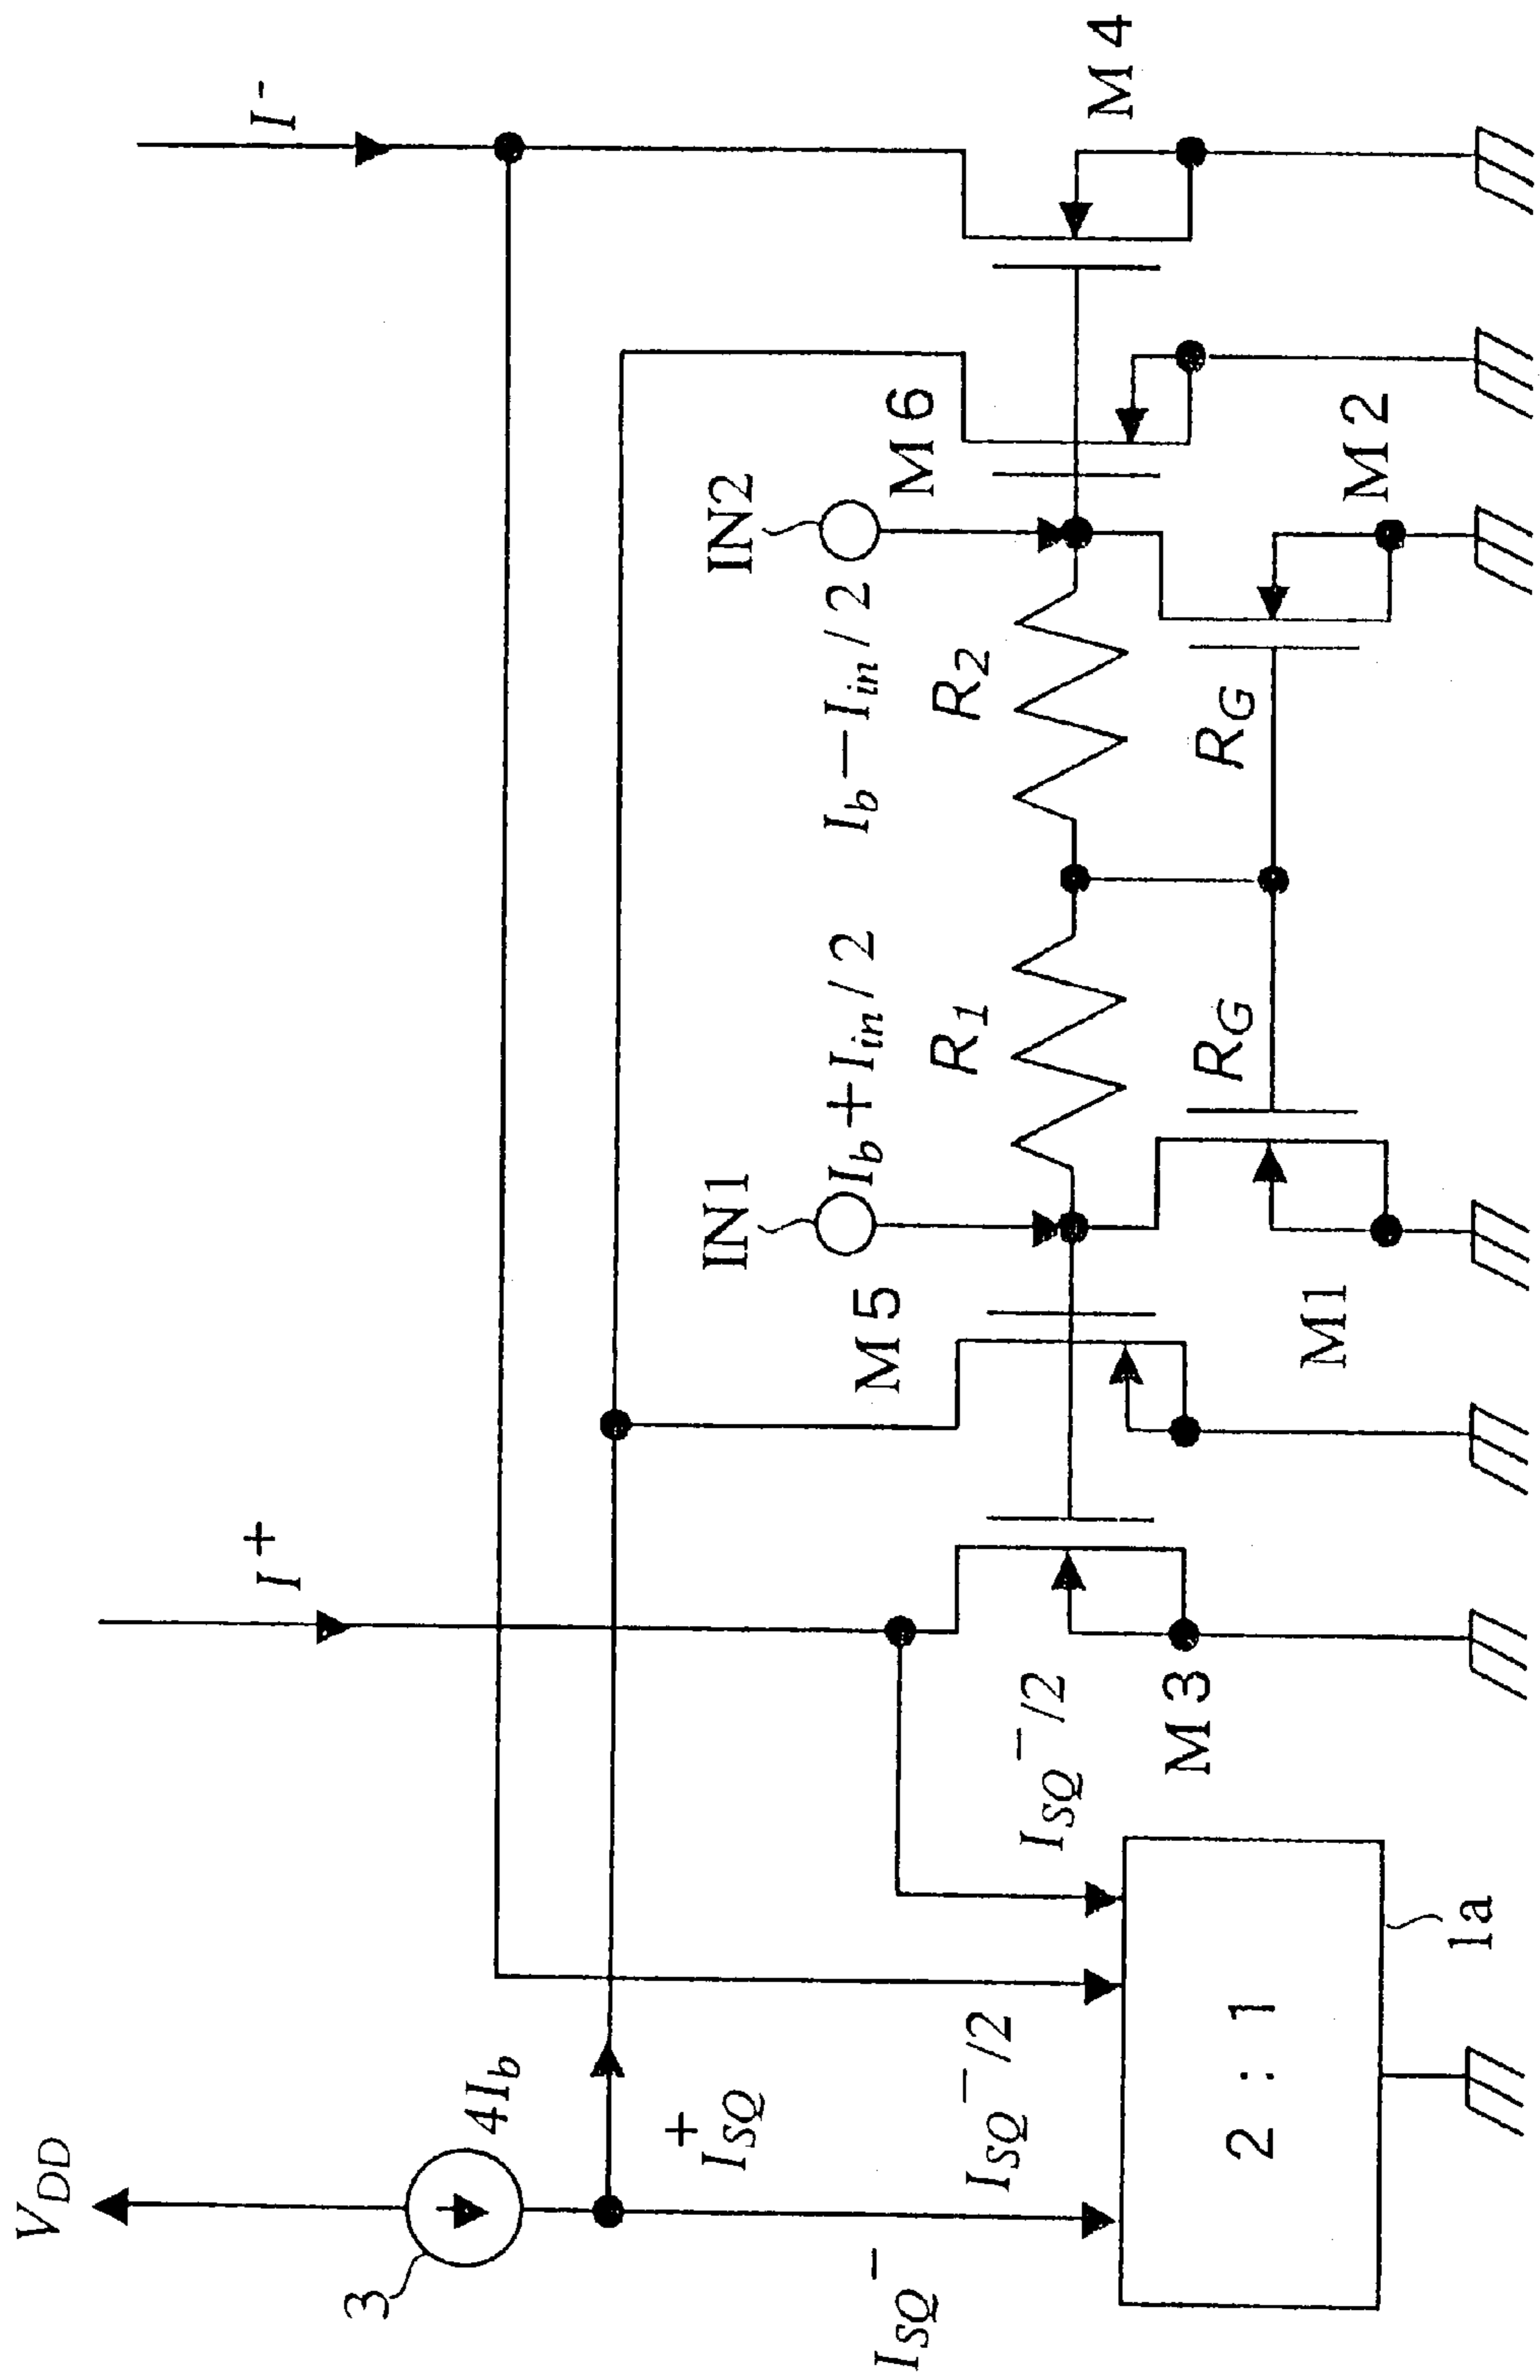 V_DD
3
4I_b
I_SQ^+
I_SQ^-
I_SQ^-/2
I_SQ^-/2
2 : 1
1a
I^+
I^-
M3
M5
IN1
I_b+I_in/2
R_1
R_G
M1
IN2
I_b-I_in/2
R_2
R_G
M2
M6
M4